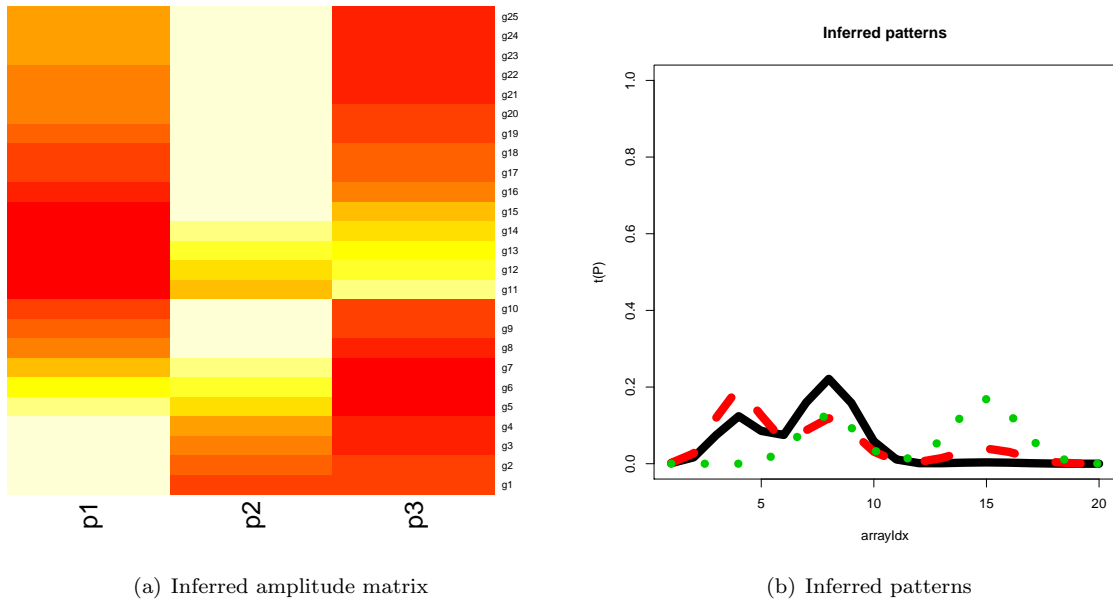 g25
g24
g23
g22
g21
g20
g19
g18
g17
g16
g15
g14
g13
g12
g11
g10
g9
g8
g7
g6
g5
g4
g3
g2
g1
p1 p2 p3
(a) Inferred amplitude matrix
Inferred patterns
t(P)
1.0
0.8
0.6
0.4
0.2
0.0
5 10 15 20
arrayIdx
(b) Inferred patterns